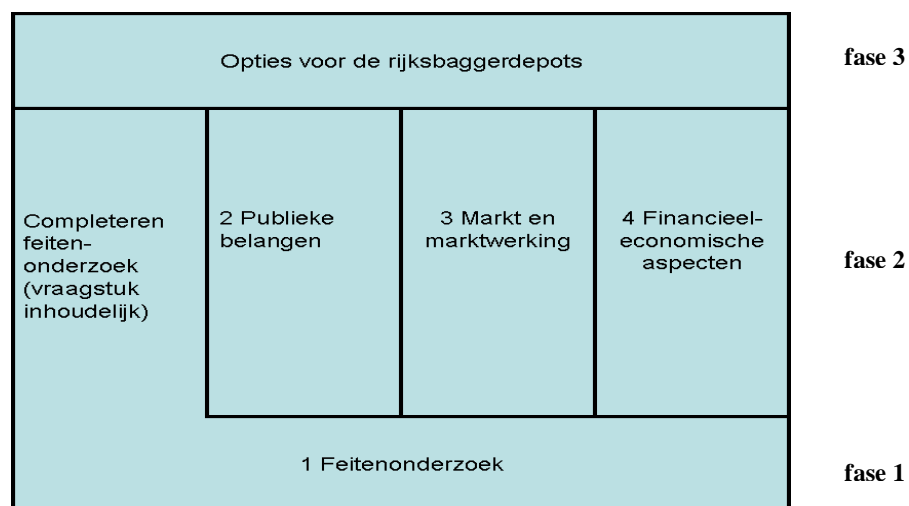 Opties voor de rijksbaggerdepots
fase 3
Completeren
feiten-
onderzoek
(vraagstuk
inhoudelijk)
2 Publieke
belangen
3 Markt en
marktwerking
4 Financieel-
economische
aspecten
fase 2
1 Feitenonderzoek
fase 1